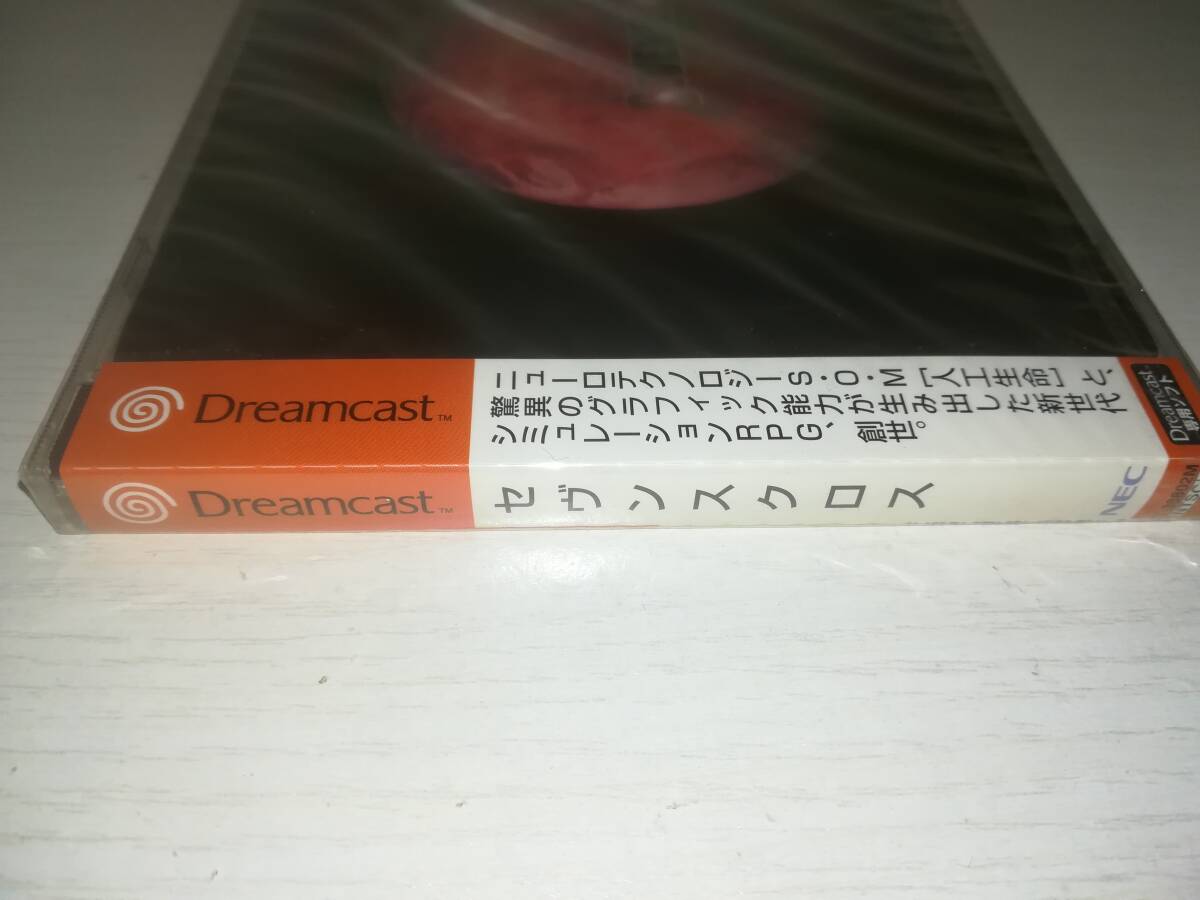 Dreamcast™
ニューロテクノロジーS・O・M［人工生命］と、
驚異のグラフィック能力が生み出した新世代
シミュレーションRPG、創世。
Dreamcast
専用ソフト
Dreamcast™
セヴンスクロス
NEC